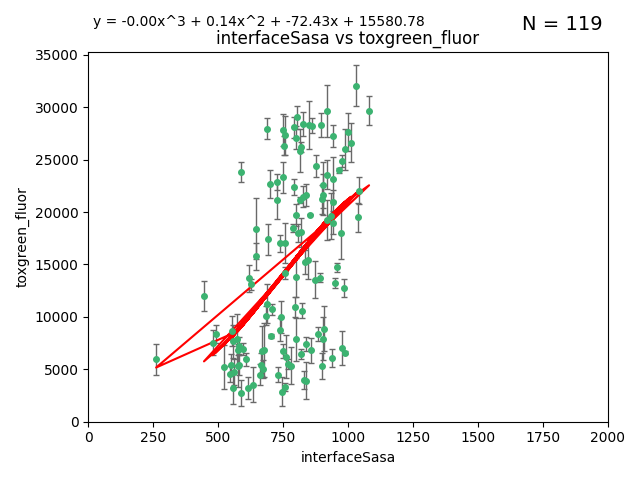 y = -0.00x^3 + 0.14x^2 + -72.43x + 15580.78
N = 119
interfaceSasa vs toxgreen_fluor
35000
30000
25000
20000
15000
10000
5000
0
toxgreen_fluor
0 250 500 750 1000 1250 1500 1750 2000
interfaceSasa